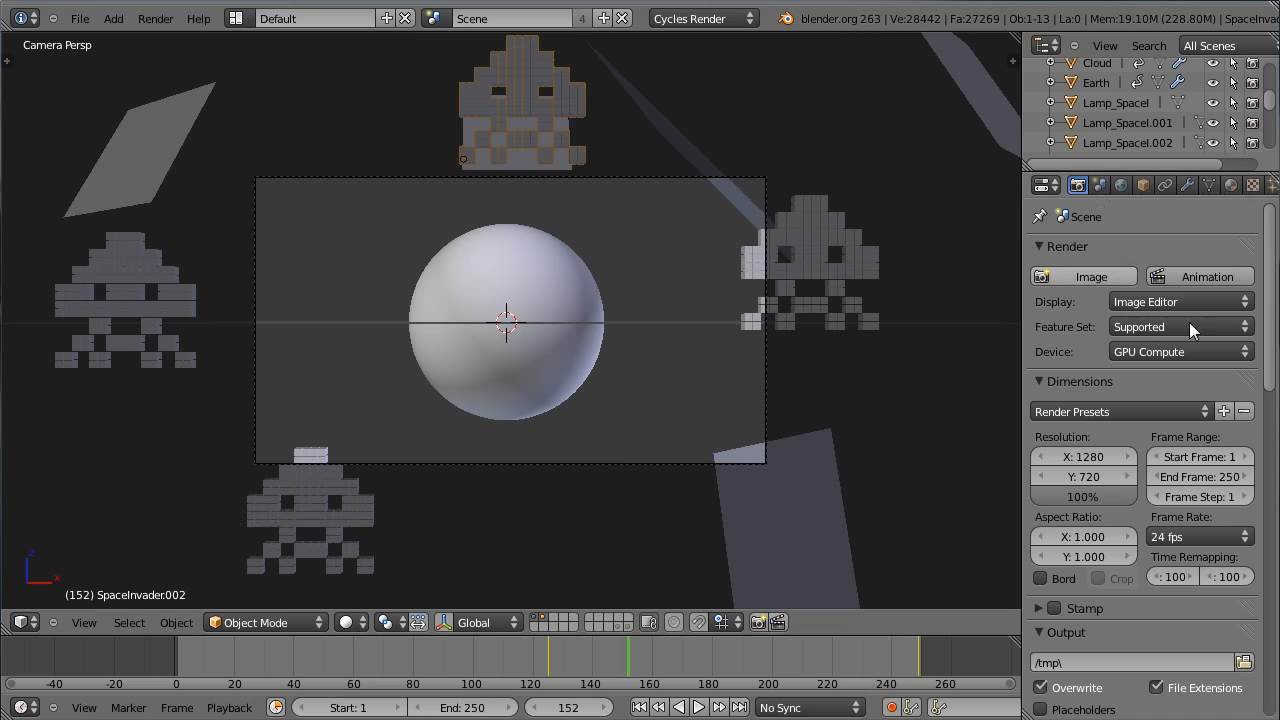 File Add Render Help Default Scene 4 Cycles Render blender.org 263 | Ve:28442 | Fa:27269 | Ob:1-13 | La:0 | Mem:19.10M (228.80M) | SpaceInva
Camera Persp
View Search All Scenes
Cloud
Earth
Lamp_SpaceI
Lamp_SpaceI.001
Lamp_SpaceI.002
Scene
Render
Image Animation
Display: Image Editor
Feature Set: Supported
Device: GPU Compute
Dimensions
Render Presets
Resolution: Frame Range:
X: 1280 Start Frame: 1
Y: 720 End Frame: 250
100% Frame Step: 1
Aspect Ratio: Frame Rate:
X: 1.000 24 fps
Y: 1.000 Time Remapping:
Bord Crop : 100 : 100
Stamp
Output
/tmp\
Overwrite File Extensions
Placeholders
z
x
(152) SpaceInvader.002
View Select Object Object Mode Global
-40 -20 0 20 40 60 80 100 120 140 160 180 200 220 240 260
View Marker Frame Playback Start: 1 End: 250 152 No Sync